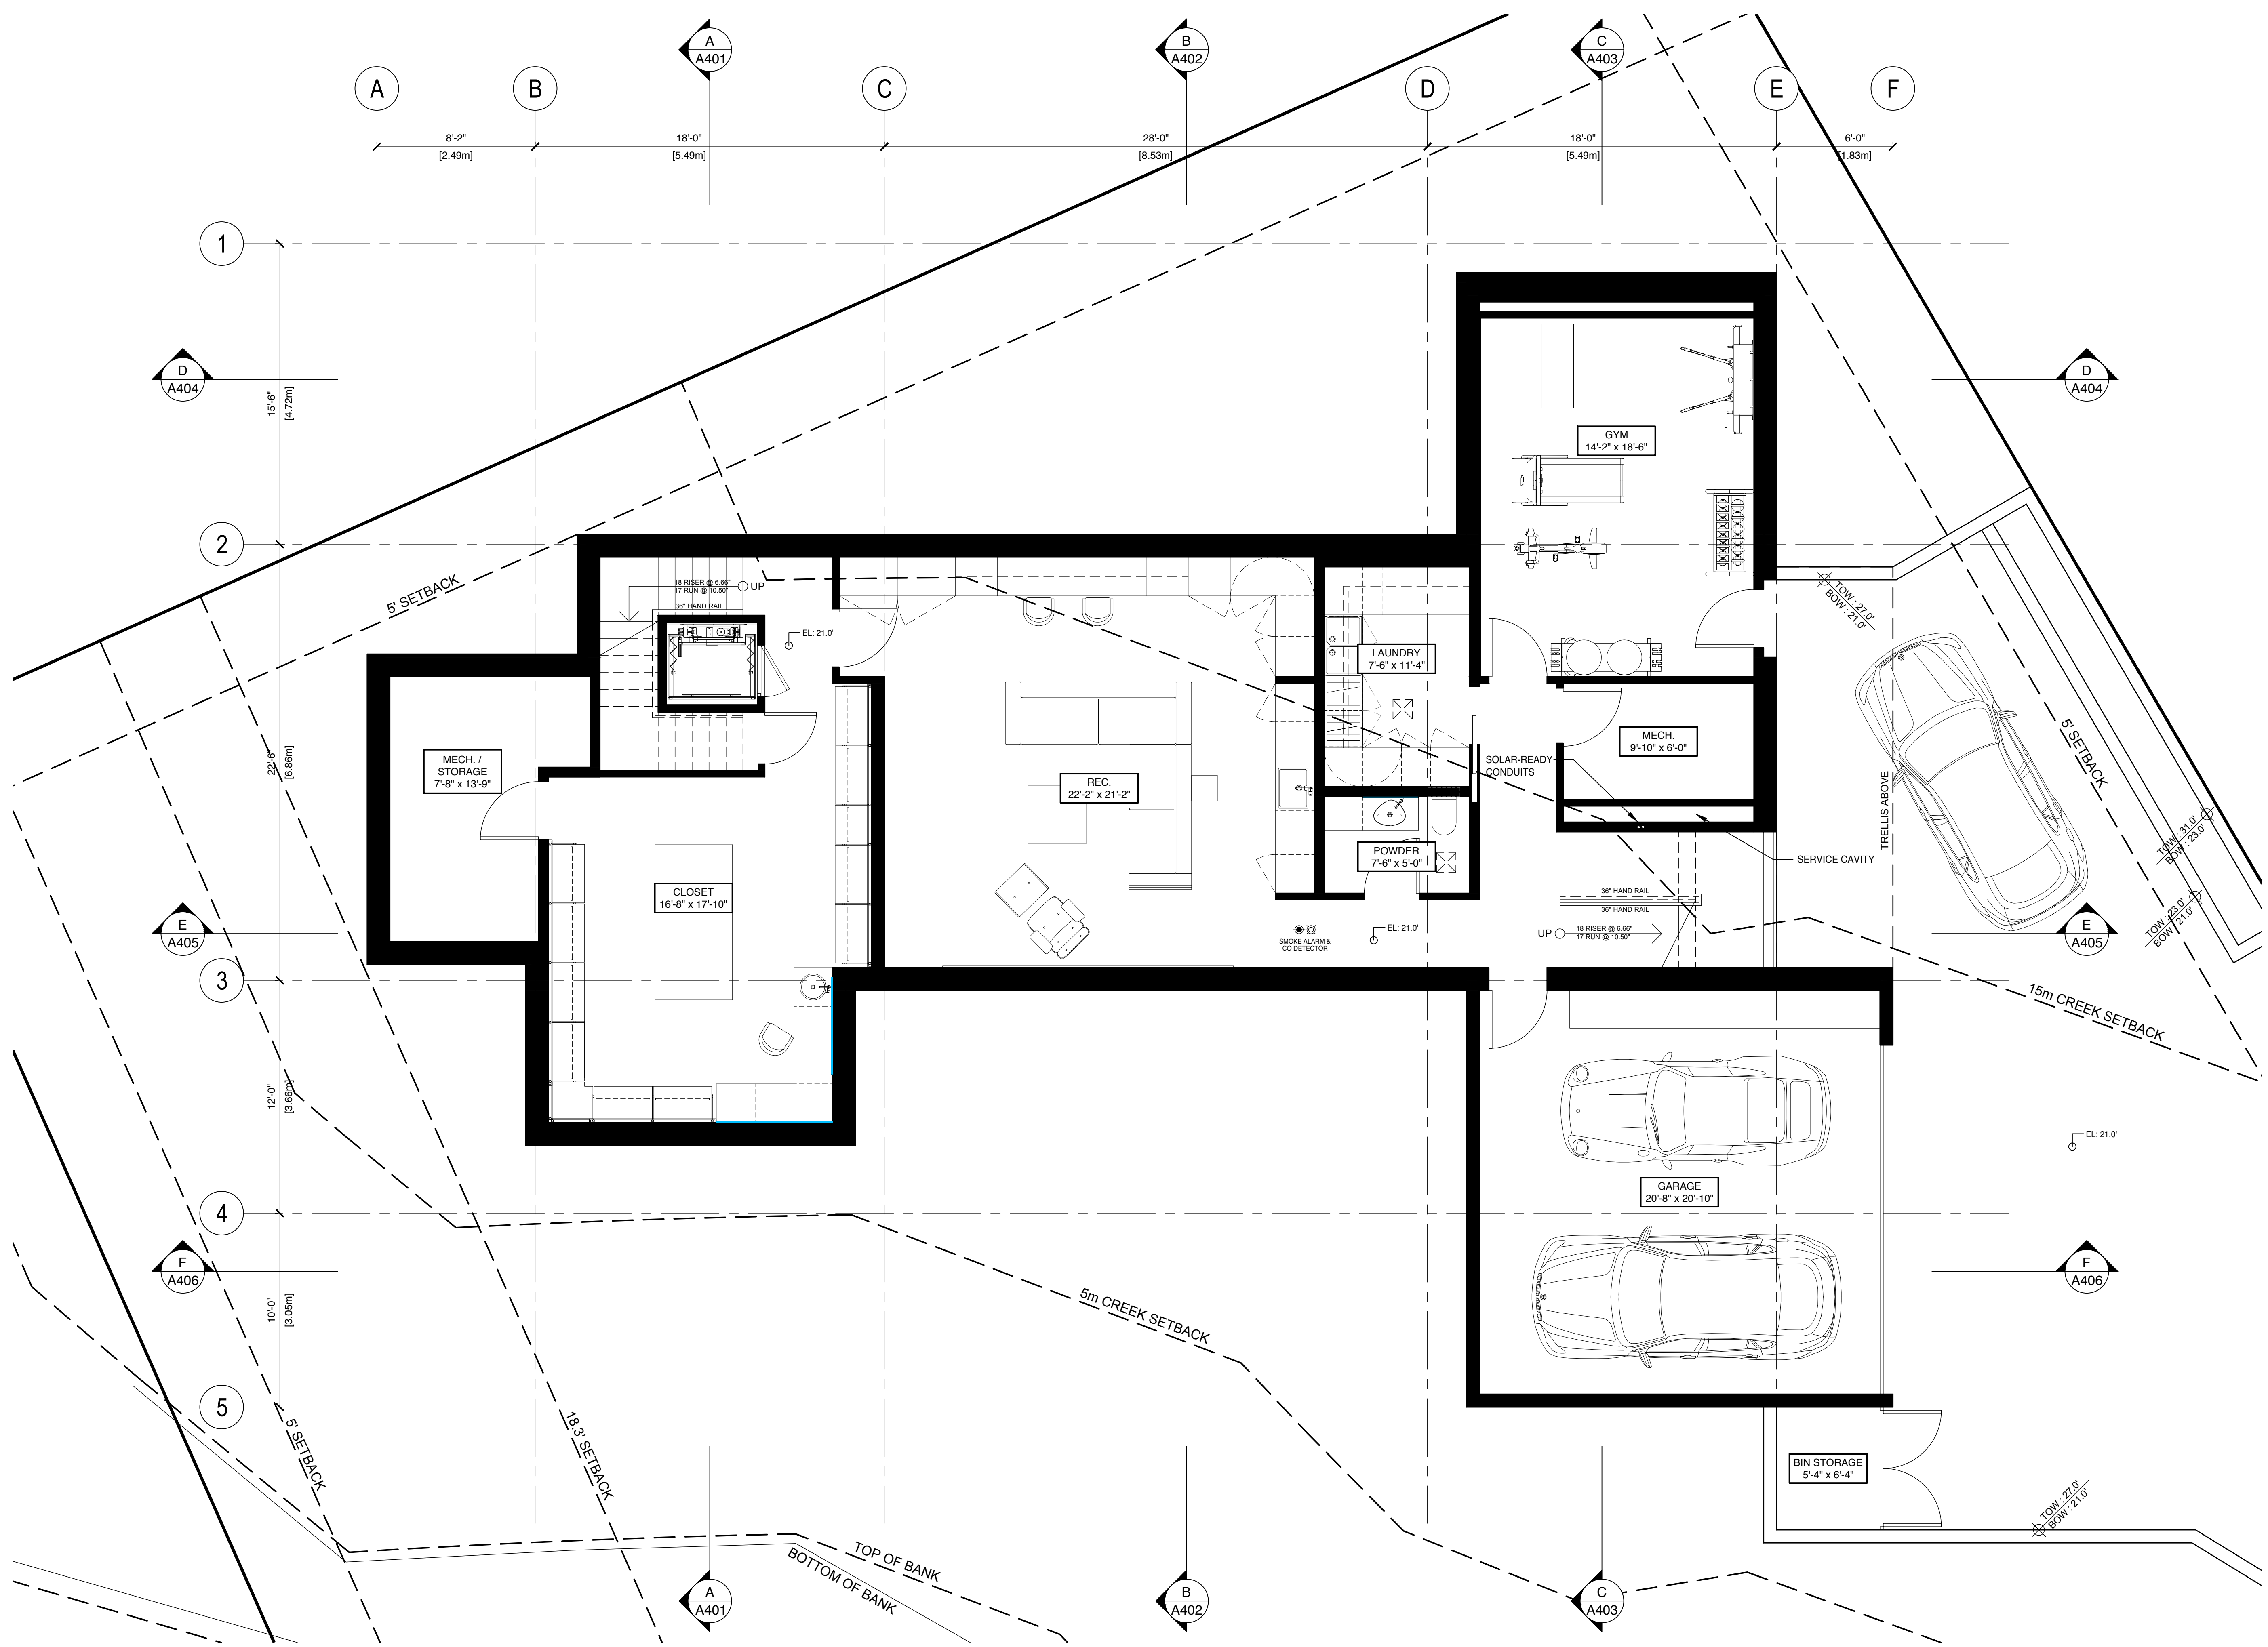 A
A401
B
A402
C
A403
A
B
C
D
E
F
8'-2"
[2.49m]
18'-0"
[5.49m]
28'-0"
[8.53m]
18'-0"
[5.49m]
6'-0"
[1.83m]
1
2
3
4
5
15'-6"
[4.72m]
22'-6"
[6.86m]
12'-0"
[3.66m]
10'-0"
[3.05m]
D
A404
D
A404
E
A405
E
A405
F
A406
F
A406
5' SETBACK
GYM
14'-2" x 18'-6"
18 RISER @ 6.66"
17 RUN @ 10.50"
UP
36" HAND RAIL
EL: 21.0'
TOW : 27.0'
BOW : 21.0'
LAUNDRY
7'-6" x 11'-4"
MECH. /
STORAGE
7'-8" x 13'-9"
REC.
22'-2" x 21'-2"
MECH.
9'-10" x 6'-0"
SOLAR-READY
CONDUITS
5' SETBACK
TRELLIS ABOVE
TOW : 31.0'
BOW : 23.0'
POWDER
7'-6" x 5'-0"
SERVICE CAVITY
CLOSET
16'-8" x 17'-10"
36" HAND RAIL
36" HAND RAIL
TOW : 23.0'
BOW : 21.0'
EL: 21.0'
SMOKE ALARM &
CO DETECTOR
UP
18 RISER @ 6.66"
17 RUN @ 10.50"
15m CREEK SETBACK
EL: 21.0'
GARAGE
20'-8" x 20'-10"
5m CREEK SETBACK
5' SETBACK
18.3' SETBACK
BIN STORAGE
5'-4" x 6'-4"
TOW : 27.0'
BOW : 21.0'
TOP OF BANK
BOTTOM OF BANK
A
A401
B
A402
C
A403